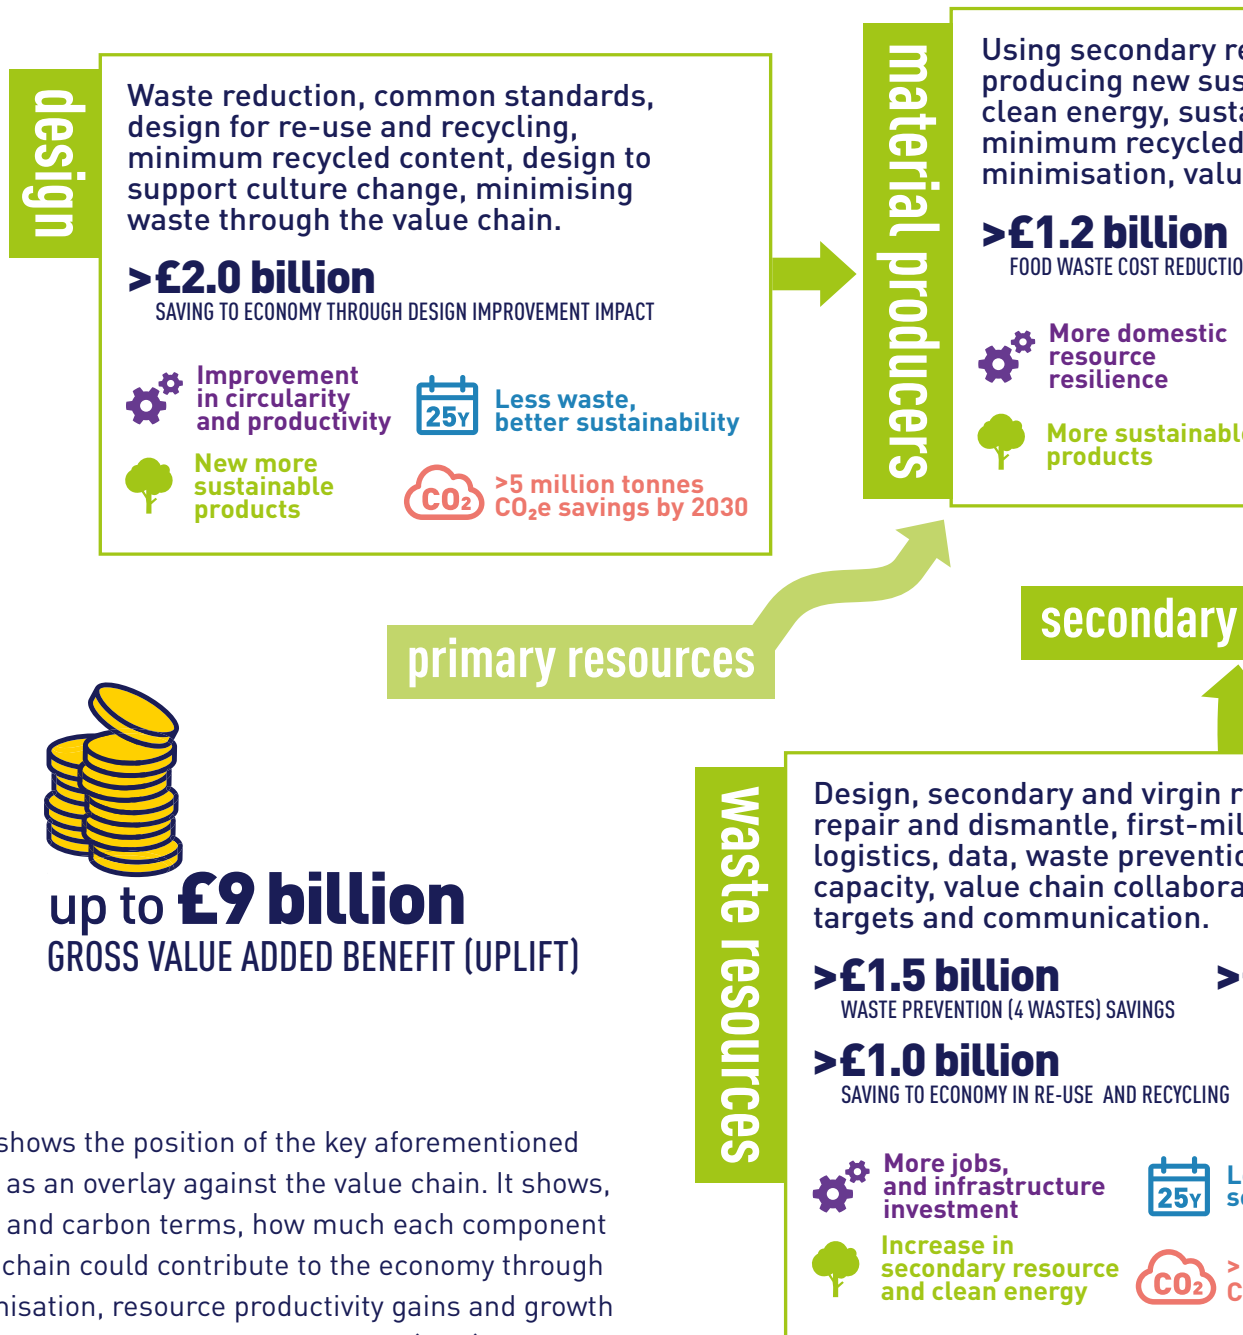 design
Waste reduction, common standards,
design for re-use and recycling,
minimum recycled content, design to
support culture change, minimising
waste through the value chain.
>£2.0 billion
SAVING TO ECONOMY THROUGH DESIGN IMPROVEMENT IMPACT
Improvement
in circularity
and productivity
25Y
Less waste,
better sustainability
New more
sustainable
products
CO₂
>5 million tonnes
CO₂e savings by 2030
material producers
Using secondary
producing new
clean energy,
minimum recycled
minimisation,
>£1.2 billion
FOOD WASTE COST
More domestic
resource
resilience
More
products
primary resources
secondary
up to £9 billion
GROSS VALUE ADDED BENEFIT (UPLIFT)
waste resources
Design, secondary and virgin
repair and dismantle,
logistics, data, waste
capacity, value chain
targets and communication.
>£1.5 billion
WASTE PREVENTION (4 WASTES) SAVINGS
>£1.0 billion
SAVING TO ECONOMY IN RE-USE AND RECYCLING
More jobs,
and infrastructure
investment
25Y
Increase in
secondary resource
and clean energy
CO₂
>
shows the position of the key aforementioned
as an overlay against the value chain. It shows,
and carbon terms, how much each component
chain could contribute to the economy through
resource productivity gains and growth